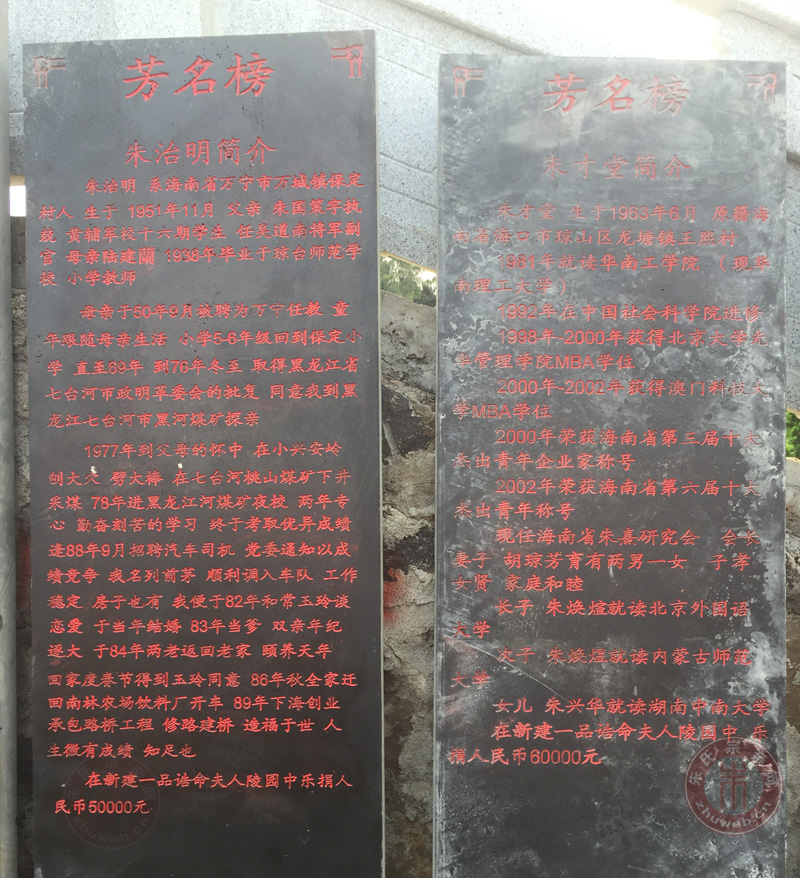 芳名榜
朱治明简介
朱治明 系海南省万宁市万城镇保定
村人 生于 1951年11月 父亲 朱国策字执
兢 黄辅军校十六期学生 任吴道南将军副
官 母亲陆建蘭 1938年毕业于琼台师范学
校 小学教师
母亲于50年9月被聘为万宁任教 童
年跟随母亲生活 小学5-6年级回到保定小
学 直至69年 到76年冬至 取得黑龙江省
七台河市政明革委会的批复 同意我到黑
龙江七台河市黑河煤矿探亲
1977年到父母的怀中 在小兴安岭
刨大穴 劈大棒 在七台河桃山煤矿下井
采煤 78年进黑龙江河煤矿夜校 两年专
心 勤奋刻苦的学习 终于考取优异成绩
逢88年9月招聘汽车司机 党委通知以成
绩竞争 我名列前茅 顺利调入车队 工作
稳定 房子也有 我便于82年和常玉玲谈
恋爱 于当年结婚 83年当爹 双亲年纪
逐大 于84年两老返回老家 颐养天年
回家度春节得到玉玲同意 86年秋全家迁
回南林农场饮料厂开车 89年下海创业
承包路桥工程 修路建桥 造福于世 人
生微有成绩 知足也
在新建一品诰命夫人陵园中乐捐人
民币50000元
芳名榜
朱才堂简介
朱才堂 生于1963年6月 原籍海
南省海口市琼山区龙塘镇王熙村
1981年就读华南工学院 （现华
南理工大学）
1992年在中国社会科学院进修
1998年-2000年获得北京大学光
华管理学院MBA学位
2000年-2002年获得澳门科技大
学MBA学位
2000年荣获海南省第三届十大
杰出青年企业家称号
2002年荣获海南省第六届十大
杰出青年称号
现任海南省朱熹研究会 会长
妻子 胡琼芳育有两男一女 子孝
女贤 家庭和睦
长子 朱焕煊就读北京外国语
大学
次子 朱焕煜就读内蒙古师范
大学
女儿 朱兴华就读湖南中南大学
在新建一品诰命夫人陵园中 乐
捐人民币60000元
朱氏宗亲网
zhuweb.cn